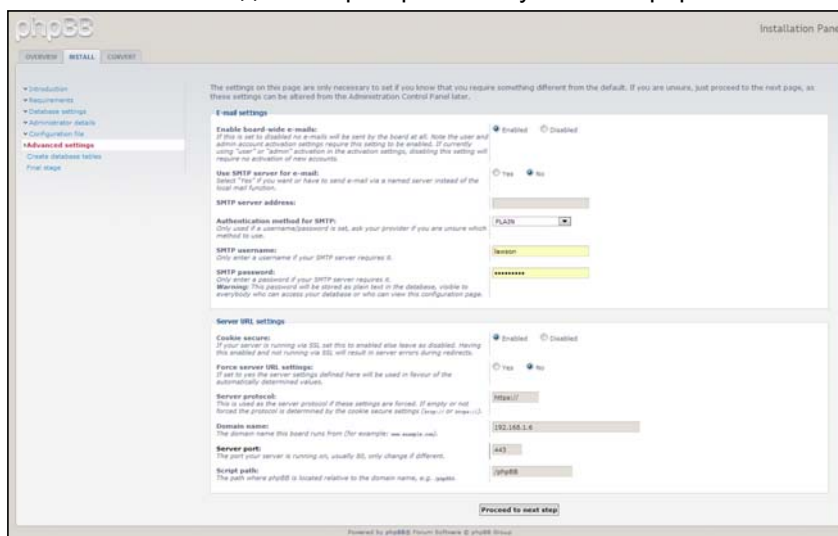 phpBB
Installation Pane
OVERVIEW INSTALL CONVERT
Introduction
Requirements
Database settings
Administrator details
Configuration file
Advanced settings
Create database tables
Final stage
The settings on this page are only necessary to set if you know that you require something different from the default. If you are unsure, just proceed to the next page, as
these settings can be altered from the Administration Control Panel later.
E-mail settings
Enable board-wide e-mails:
If this is set to disabled no e-mails will be sent by the board at all. Note the user and
admin account activation settings require this setting to be enabled. If currently
using "user" or "admin" activation in the activation settings, disabling this setting will
require no activation of new accounts.
Enabled Disabled
Use SMTP server for e-mail:
Select "Yes" if you want or have to send e-mail via a named server instead of the
local mail function.
Yes No
SMTP server address:
Authentication method for SMTP:
Only used if a username/password is set, ask your provider if you are unsure which
method to use.
PLAIN
SMTP username:
Only enter a username if your SMTP server requires it.
lawson
SMTP password:
Only enter a password if your SMTP server requires it.
Warning: This password will be stored as plain text in the database, visible to
everybody who can access your database or who can view this configuration page.
•••••••••
Server URL settings
Cookie secure:
If your server is running via SSL set this to enabled else leave as disabled. Having
this enabled and not running via SSL will result in server errors during redirects.
Enabled Disabled
Force server URL settings:
If set to yes the server settings defined here will be used in favour of the
automatically determined values.
Yes No
Server protocol:
This is used as the server protocol if these settings are forced. If empty or not
forced the protocol is determined by the cookie secure settings (http:// or https://).
https://
Domain name:
The domain name this board runs from (for example: www.example.com).
192.168.1.6
Server port:
The port your server is running on, usually 80, only change if different.
443
Script path:
The path where phpBB is located relative to the domain name, e.g. /phpBB.
/phpBB
Proceed to next step
Powered by phpBB® Forum Software © phpBB Group